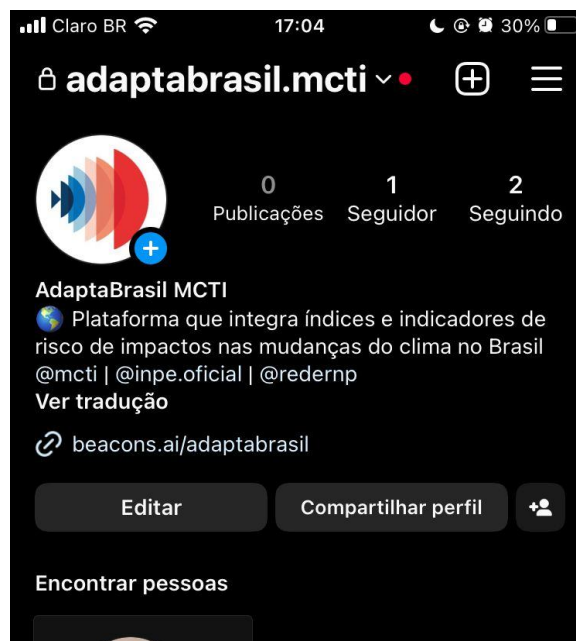 Claro BR
17:04
30%
adaptabrasil.mcti
0
1
2
Publicações
Seguidor
Seguindo
AdaptaBrasil MCTI
🌎 Plataforma que integra índices e indicadores de
risco de impactos nas mudanças do clima no Brasil
@mcti | @inpe.oficial | @redernp
Ver tradução
beacons.ai/adaptabrasil
Editar
Compartilhar perfil
Encontrar pessoas